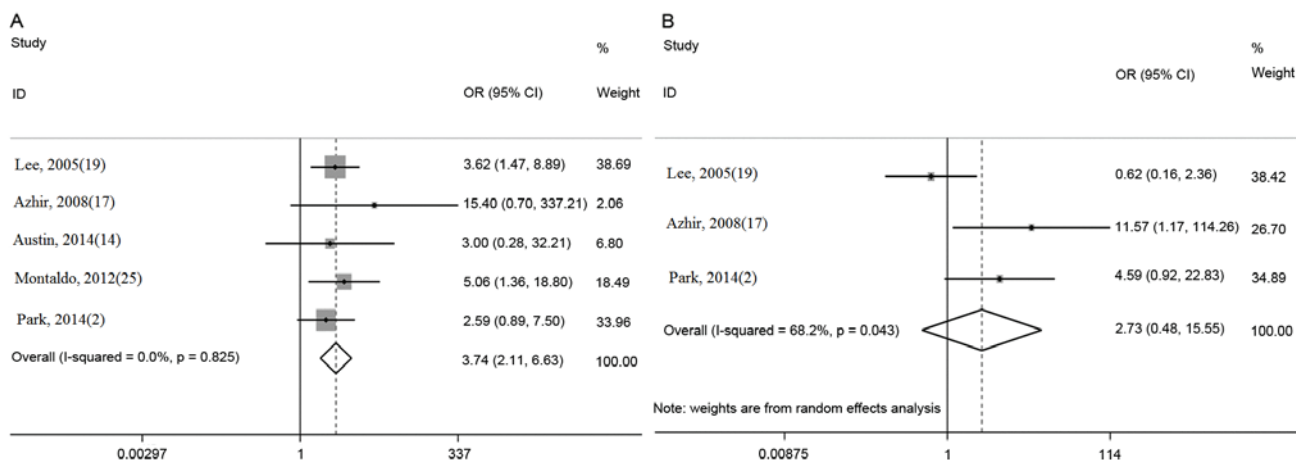 A
Study %
ID OR (95% CI) Weight
Lee, 2005(19) 3.62 (1.47, 8.89) 38.69
Azhir, 2008(17) 15.40 (0.70, 337.21) 2.06
Austin, 2014(14) 3.00 (0.28, 32.21) 6.80
Montaldo, 2012(25) 5.06 (1.36, 18.80) 18.49
Park, 2014(2) 2.59 (0.89, 7.50) 33.96
Overall (I-squared = 0.0%, p = 0.825) 3.74 (2.11, 6.63) 100.00
0.00297 1 337
B
Study %
OR (95% CI) Weight
ID
Lee, 2005(19) 0.62 (0.16, 2.36) 38.42
Azhir, 2008(17) 11.57 (1.17, 114.26) 26.70
Park, 2014(2) 4.59 (0.92, 22.83) 34.89
Overall (I-squared = 68.2%, p = 0.043) 2.73 (0.48, 15.55) 100.00
Note: weights are from random effects analysis
0.00875 1 114